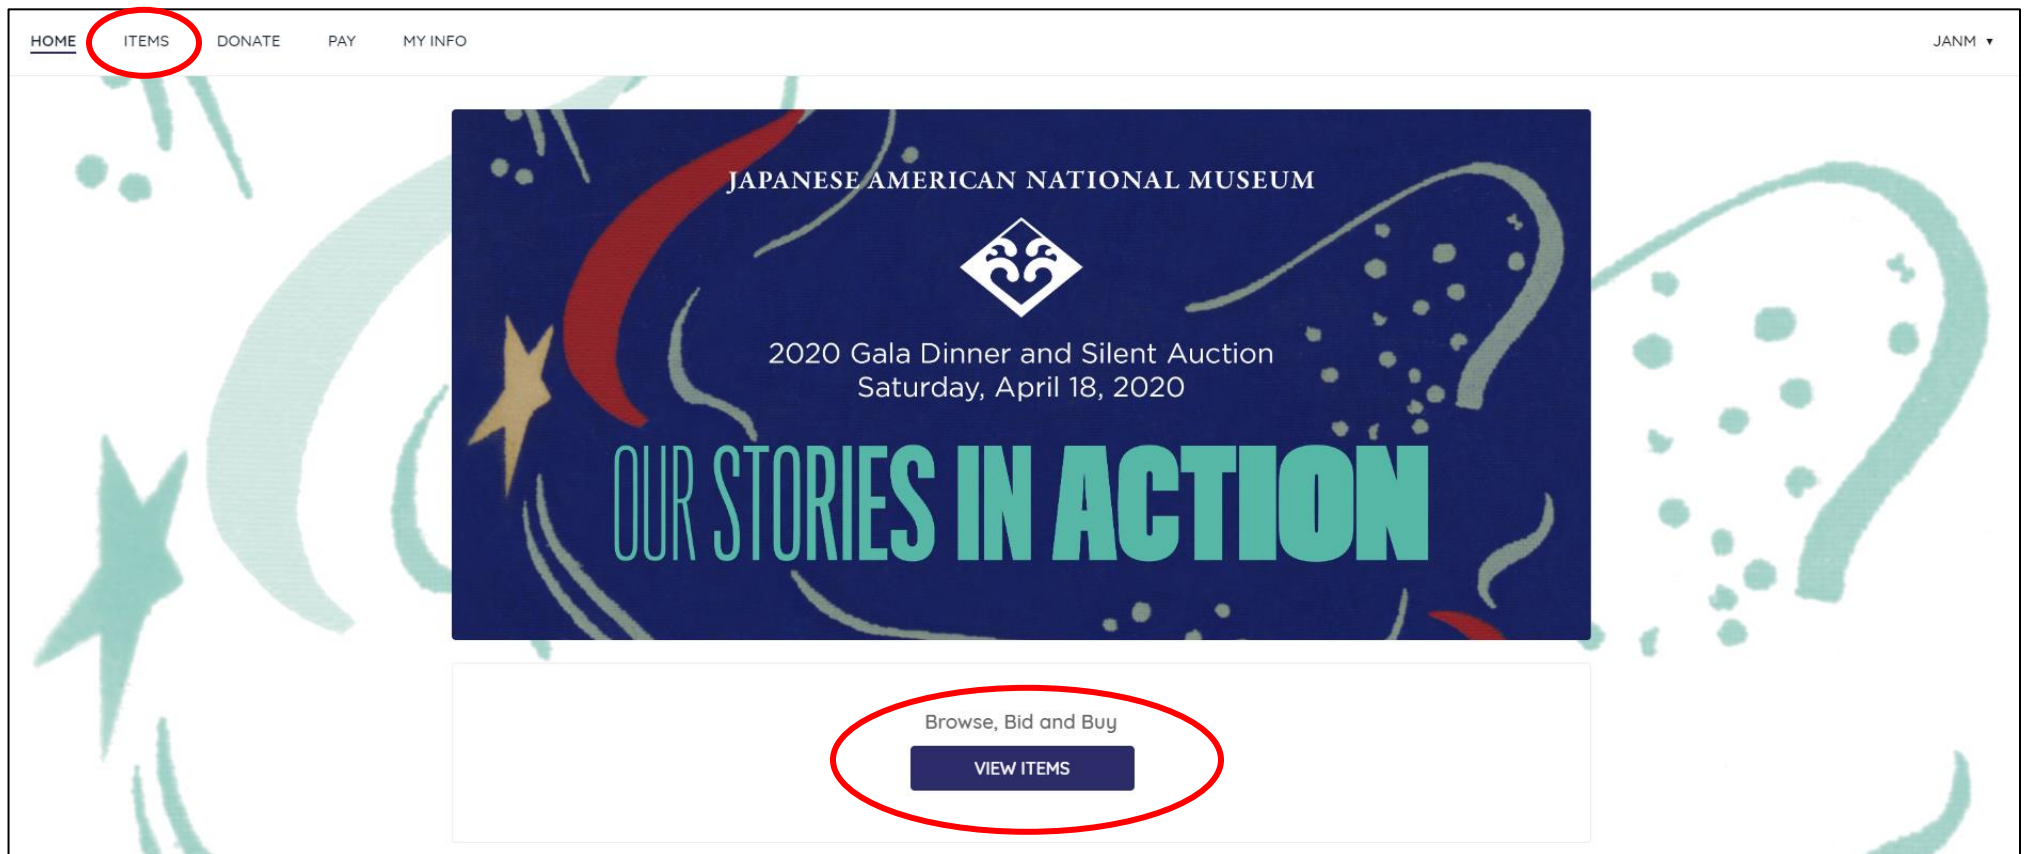 HOME ITEMS DONATE PAY MY INFO JANM ▼
JAPANESE AMERICAN NATIONAL MUSEUM
2020 Gala Dinner and Silent Auction
Saturday, April 18, 2020
OUR STORIES IN ACTION
Browse, Bid and Buy
VIEW ITEMS